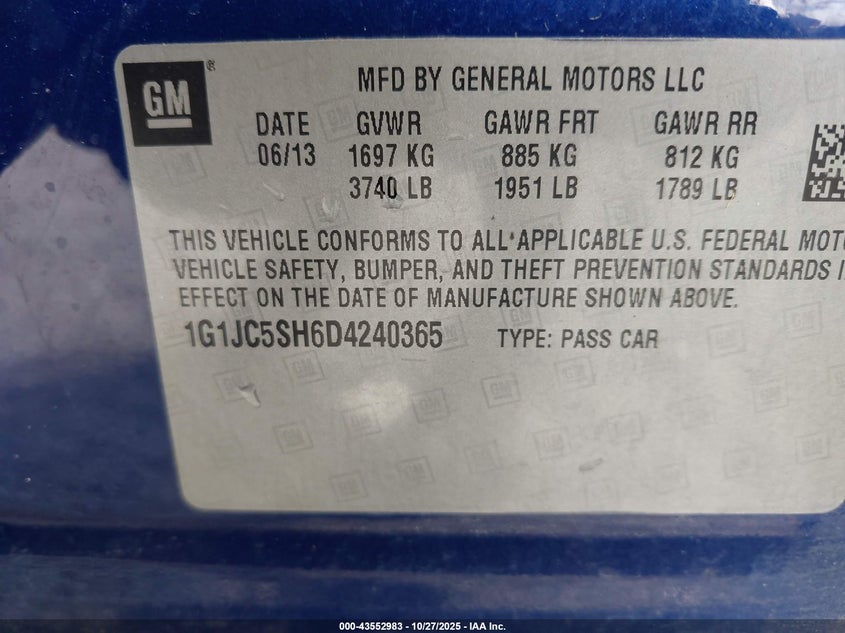 GM®
MFD BY GENERAL MOTORS LLC
DATE GVWR GAWR FRT GAWR RR
06/13 1697 KG 885 KG 812 KG
3740 LB 1951 LB 1789 LB
THIS VEHICLE CONFORMS TO ALL APPLICABLE U.S. FEDERAL MOTO
VEHICLE SAFETY, BUMPER, AND THEFT PREVENTION STANDARDS I
EFFECT ON THE DATE OF MANUFACTURE SHOWN ABOVE.
1G1JC5SH6D4240365 TYPE: PASS CAR
000-43552983 - 10/27/2025 - IAA Inc.